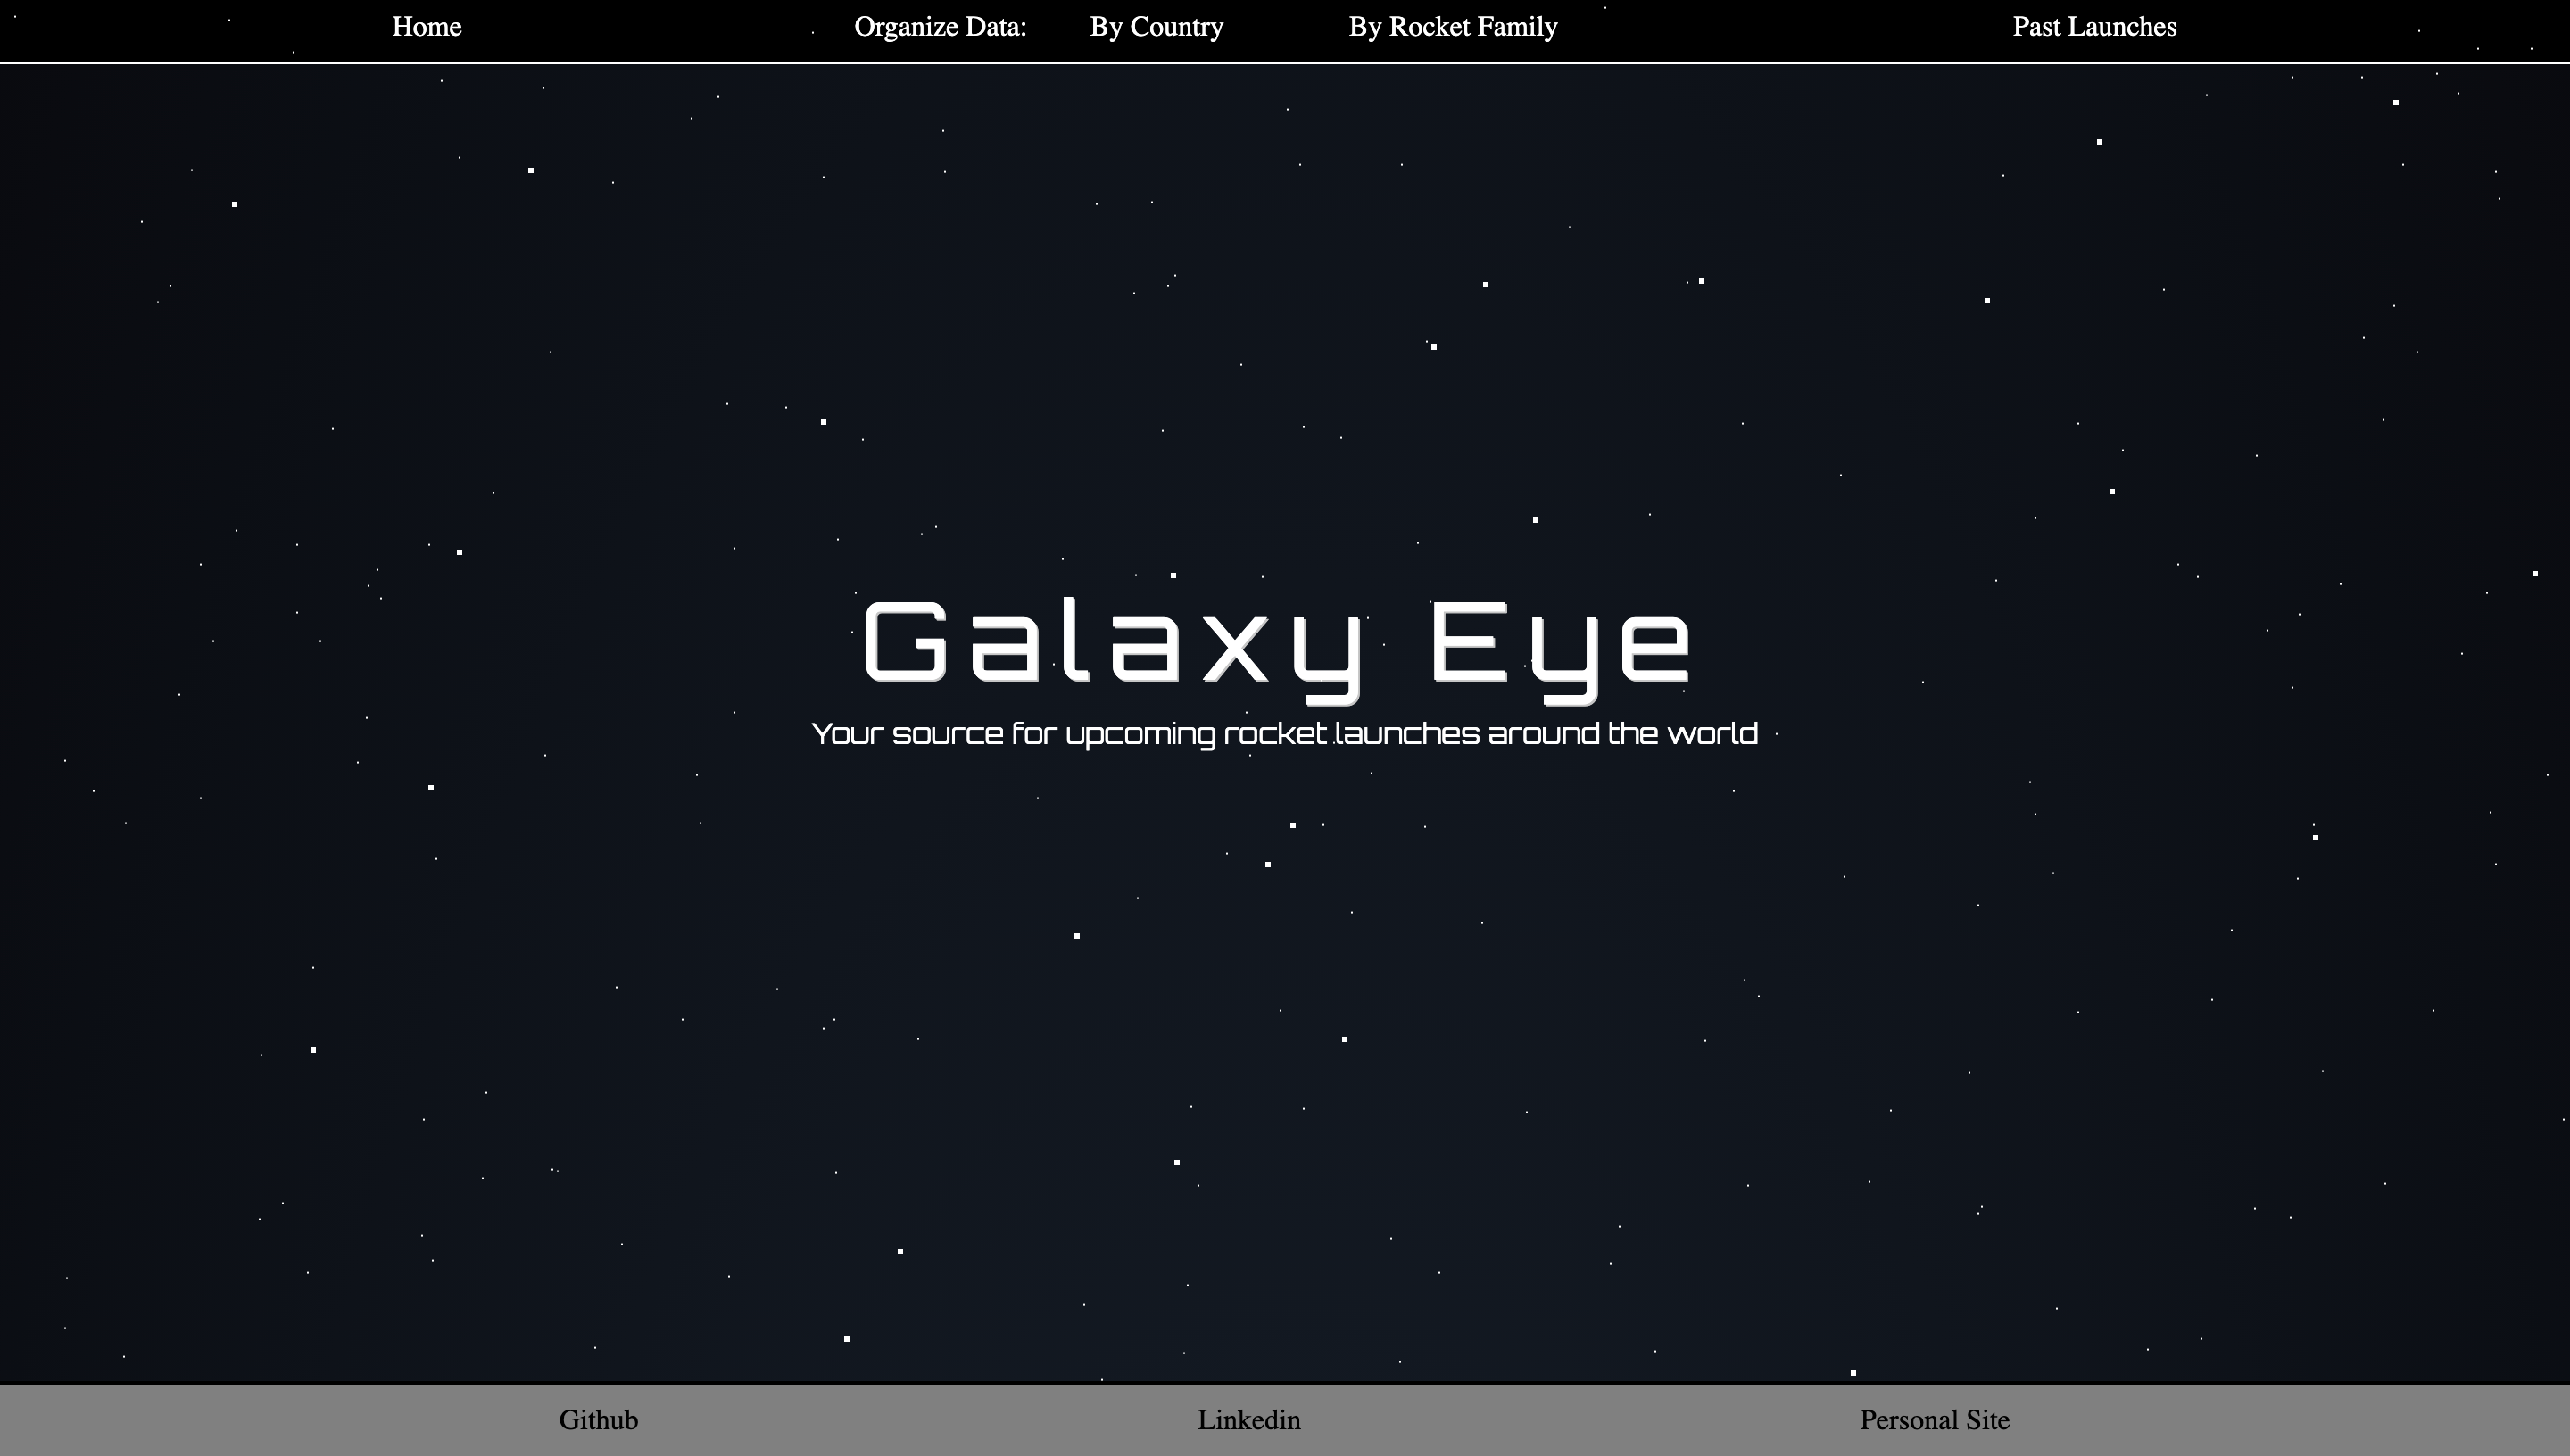 Home Organize Data: By Country By Rocket Family Past Launches
Galaxy Eye
Your source for upcoming rocket launches around the world
Github Linkedin Personal Site